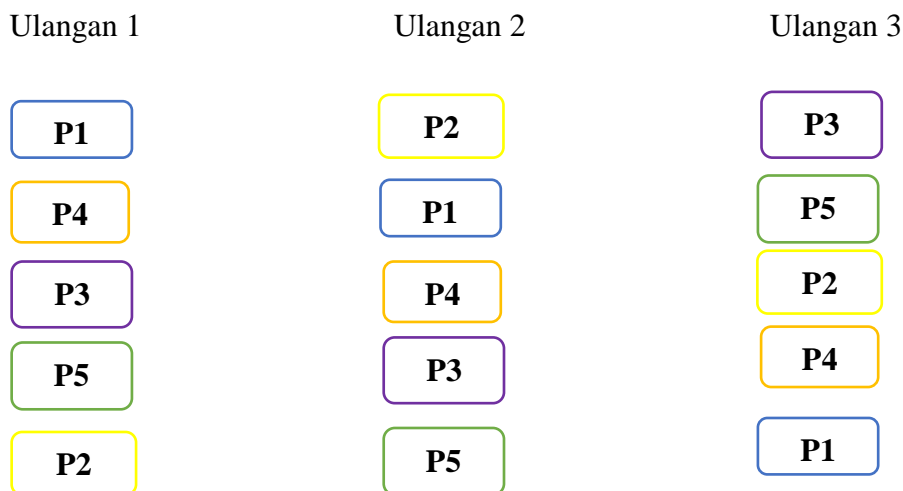 Ulangan 1 Ulangan 2 Ulangan 3
P1 P2 P3
P4 P1 P5
P3 P4 P2
P5 P3 P4
P2 P5 P1